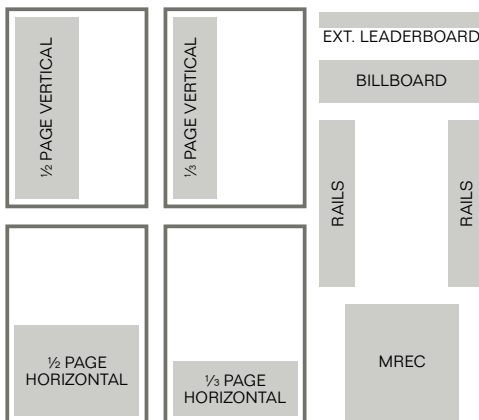 ½ PAGE VERTICAL
⅓ PAGE VERTICAL
EXT. LEADERBOARD
BILLBOARD
RAILS
RAILS
½ PAGE
HORIZONTAL
⅓ PAGE
HORIZONTAL
MREC